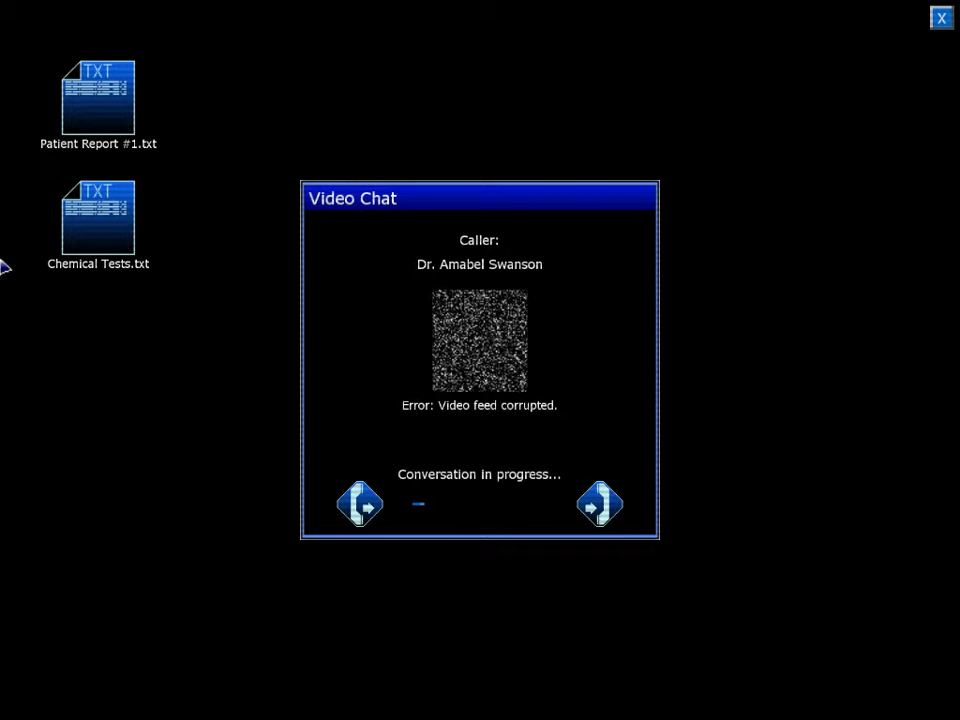 X
TXT
Patient Report #1.txt
TXT
Chemical Tests.txt
Video Chat
Caller:
Dr. Amabel Swanson
Error: Video feed corrupted.
Conversation in progress...